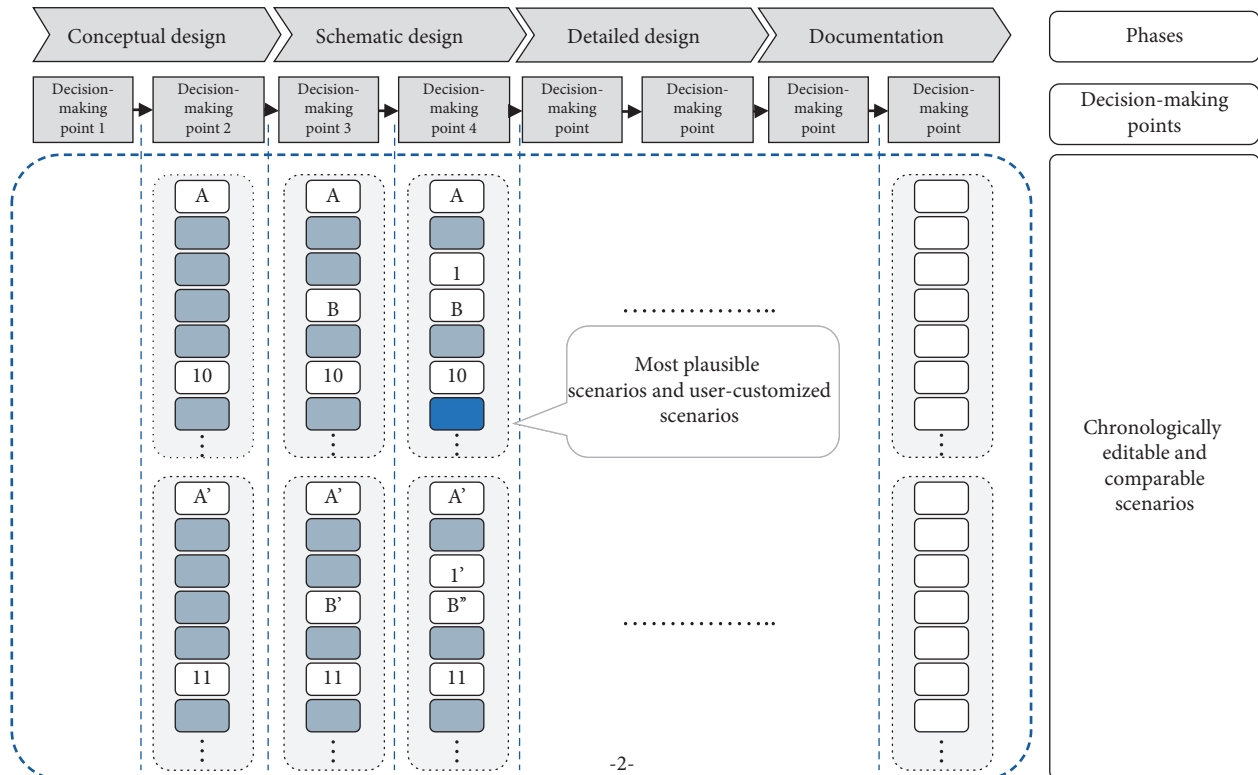 Conceptual design
Schematic design
Detailed design
Documentation
Phases
Decision-
making
point 1
Decision-
making
point 2
Decision-
making
point 3
Decision-
making
point 4
Decision-
making
point
Decision-
making
point
Decision-
making
point
Decision-
making
point
Decision-making
points
A
10
A
B
10
A
1
B
10
Most plausible
scenarios and user-customized
scenarios
A’
11
A’
B’
11
A’
1’
B”
11
Chronologically
editable and
comparable
scenarios
-2-